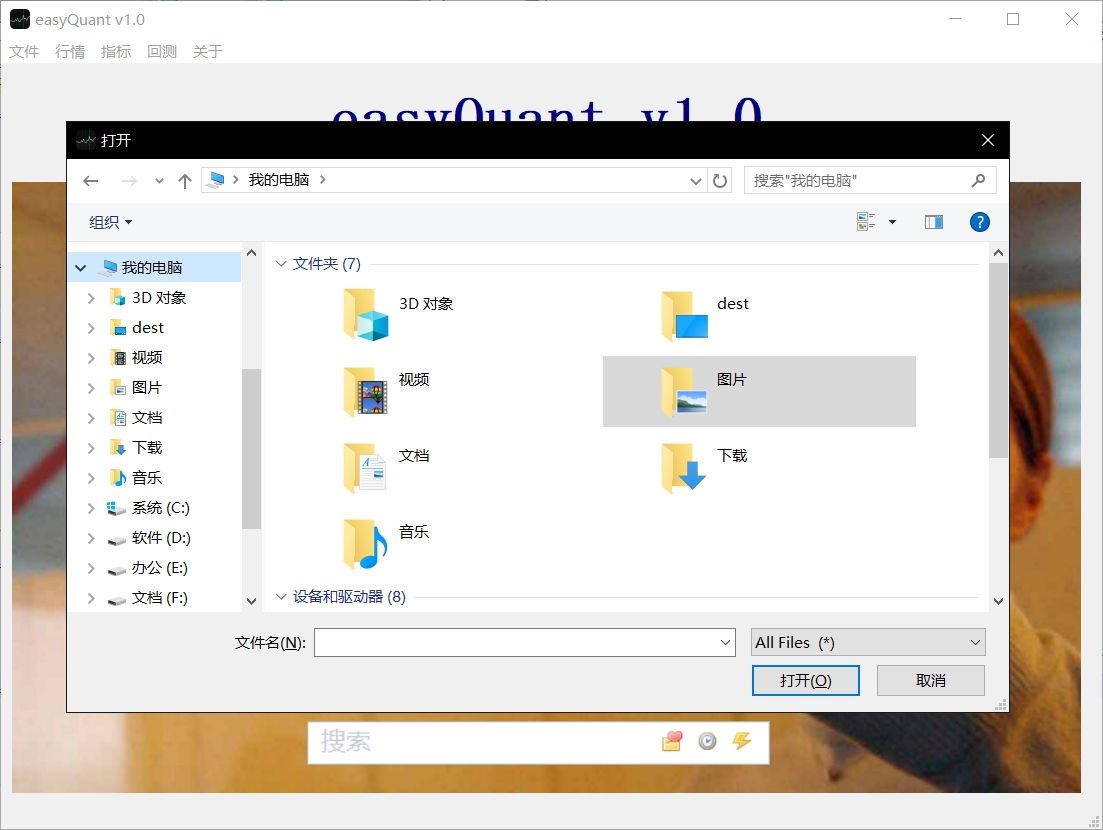 easyQuant v1.0
文件 行情 指标 回测 关于
easyQuant v1.0
打开
我的电脑
搜索"我的电脑"
组织
?
我的电脑
3D 对象
dest
视频
图片
文档
下载
音乐
系统 (C:)
软件 (D:)
办公 (E:)
文档 (F:)
文件夹 (7)
3D 对象
dest
视频
图片
文档
下载
音乐
设备和驱动器 (8)
文件名(N):
All Files (*)
打开(O)
取消
搜索